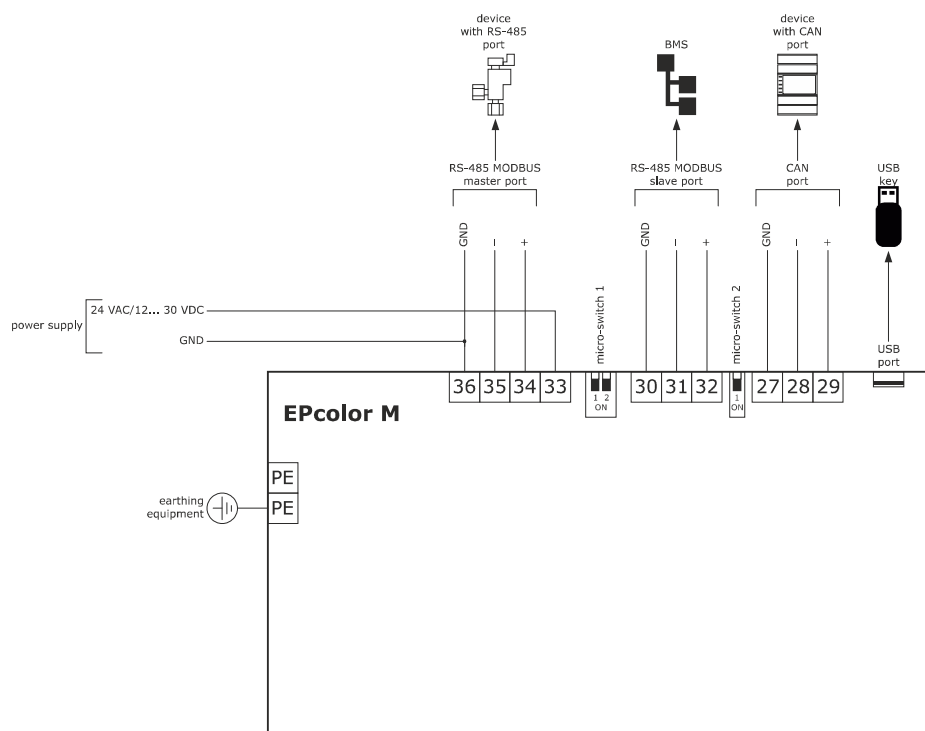 device
with RS-485
port
BMS
device
with CAN
port
RS-485 MODBUS
master port
RS-485 MODBUS
slave port
CAN
port
USB
key
GND
–
+
GND
–
+
GND
–
+
micro-switch 1
micro-switch 2
power supply
24 VAC/12... 30 VDC
GND
USB
port
36 35 34 33
1 2
ON
30 31 32
1
ON
27 28 29
EPcolor M
PE
PE
earthing
equipment